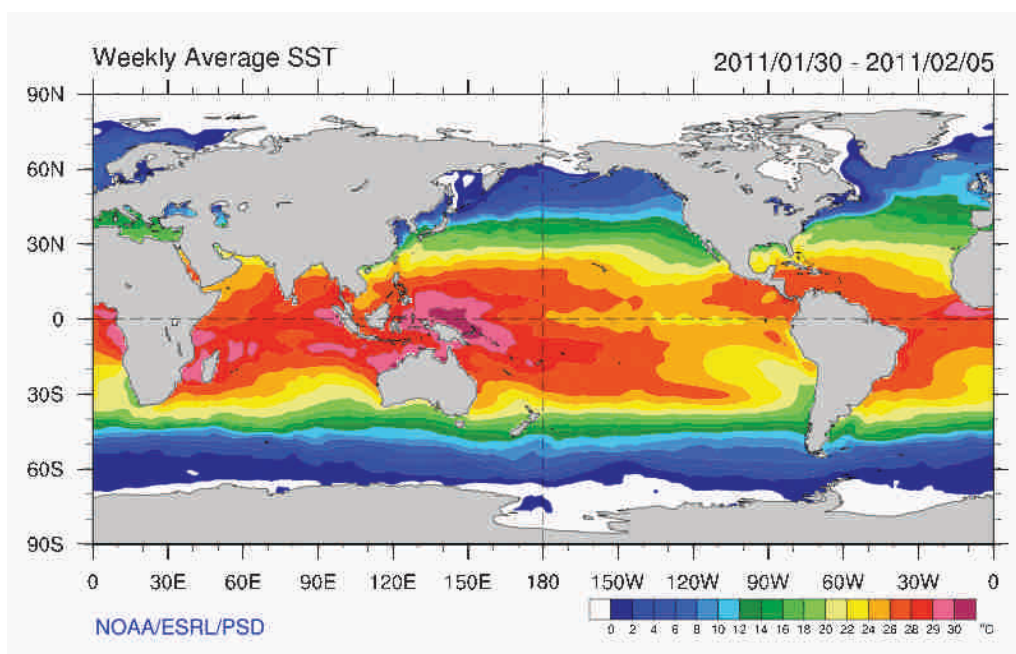 Weekly Average SST
2011/01/30 - 2011/02/05
90N
60N
30N
0
30S
60S
90S
0 30E 60E 90E 120E 150E 180 150W 120W 90W 60W 30W 0
NOAA/ESRL/PSD
0 2 4 6 8 10 12 14 16 18 20 22 24 26 28 29 30 °C